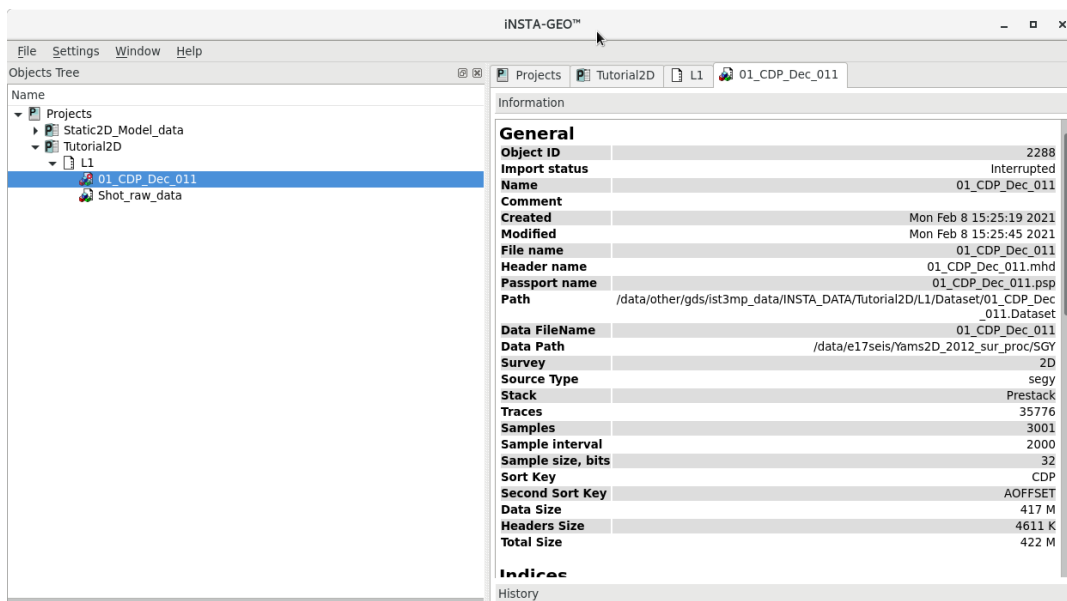 iNSTA-GEO™
File Settings Window Help
Objects Tree
Name
Projects
Static2D_Model_data
Tutorial2D
L1
01_CDP_Dec_011
Shot_raw_data
Projects Tutorial2D L1 01_CDP_Dec_011
Information
General
Object ID 2288
Import status Interrupted
Name 01_CDP_Dec_011
Comment
Created Mon Feb 8 15:25:19 2021
Modified Mon Feb 8 15:25:45 2021
File name 01_CDP_Dec_011
Header name 01_CDP_Dec_011.mhd
Passport name 01_CDP_Dec_011.psp
Path /data/other/gds/ist3mp_data/INSTA_DATA/Tutorial2D/L1/Dataset/01_CDP_Dec
_011.Dataset
Data FileName 01_CDP_Dec_011
Data Path /data/e17seis/Yams2D_2012_sur_proc/SGY
Survey 2D
Source Type segy
Stack Prestack
Traces 35776
Samples 3001
Sample interval 2000
Sample size, bits 32
Sort Key CDP
Second Sort Key AOFFSET
Data Size 417 M
Headers Size 4611 K
Total Size 422 M
Indices
History